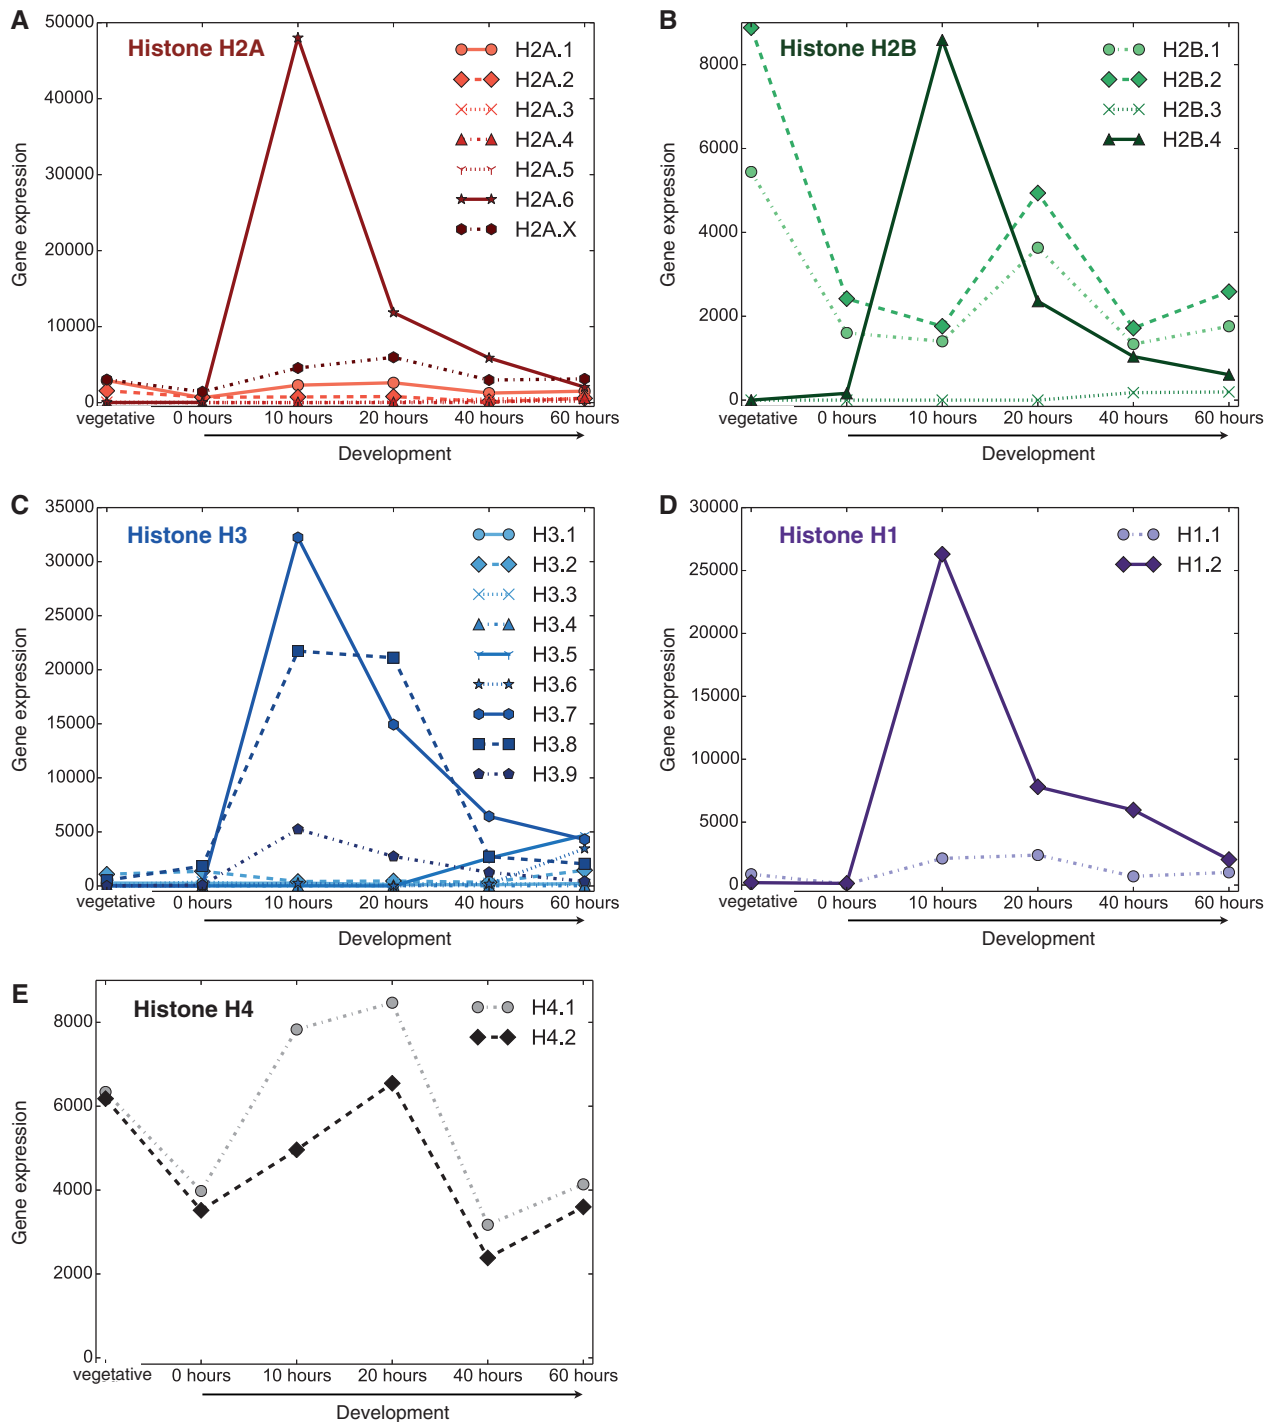 A
Histone H2A
50000
40000
30000
20000
10000
0
Gene expression
H2A.1
H2A.2
H2A.3
H2A.4
H2A.5
H2A.6
H2A.X
vegetative 0 hours 10 hours 20 hours 40 hours 60 hours
Development
B
Histone H2B
8000
6000
4000
2000
0
Gene expression
H2B.1
H2B.2
H2B.3
H2B.4
vegetative 0 hours 10 hours 20 hours 40 hours 60 hours
Development
C
Histone H3
35000
30000
25000
20000
15000
10000
5000
0
Gene expression
H3.1
H3.2
H3.3
H3.4
H3.5
H3.6
H3.7
H3.8
H3.9
vegetative 0 hours 10 hours 20 hours 40 hours 60 hours
Development
D
Histone H1
30000
25000
20000
15000
10000
5000
0
Gene expression
H1.1
H1.2
vegetative 0 hours 10 hours 20 hours 40 hours 60 hours
Development
E
Histone H4
8000
6000
4000
2000
0
Gene expression
H4.1
H4.2
vegetative 0 hours 10 hours 20 hours 40 hours 60 hours
Development